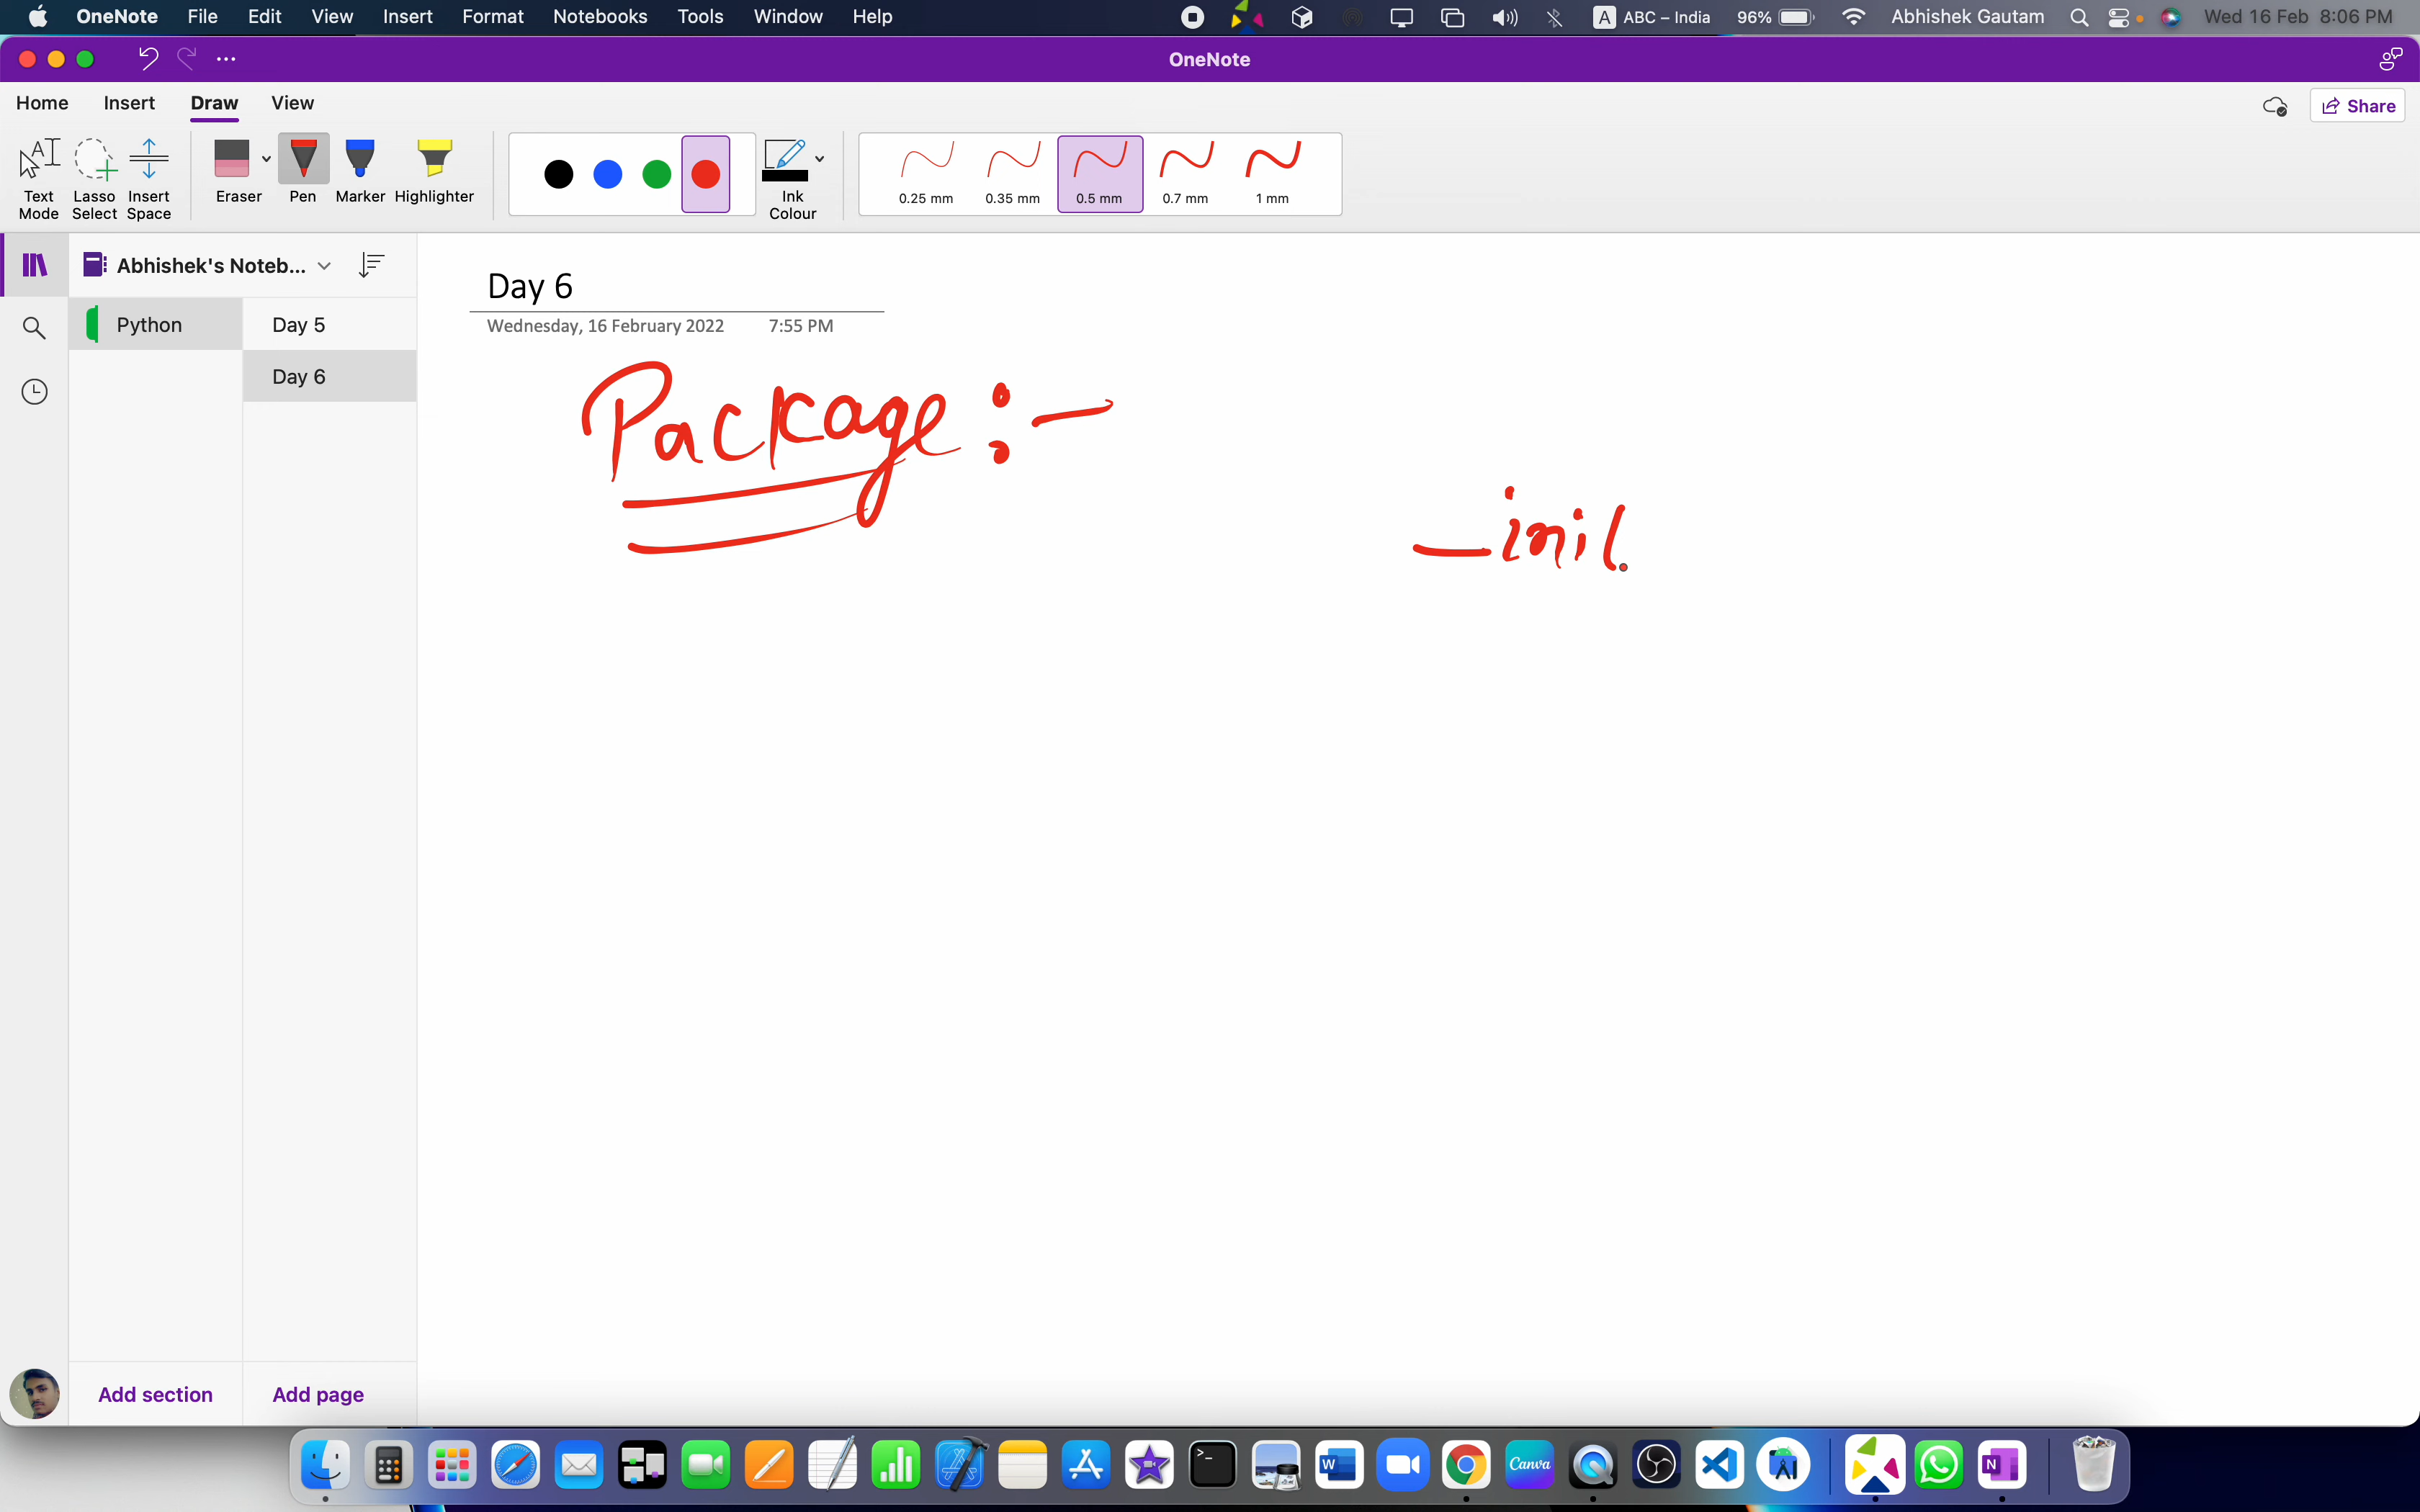 OneNote File Edit View Insert Format Notebooks Tools Window Help A ABC – India 96% Abhishek Gautam Wed 16 Feb 8:06 PM
OneNote
Home Insert Draw View Share
Text Mode Lasso Select Insert Space Eraser Pen Marker Highlighter Ink Colour 0.25 mm 0.35 mm 0.5 mm 0.7 mm 1 mm
Abhishek's Noteb...
Python Day 5
Day 6
Day 6
Wednesday, 16 February 2022 7:55 PM
Package :-
_init
Add section Add page
Canva